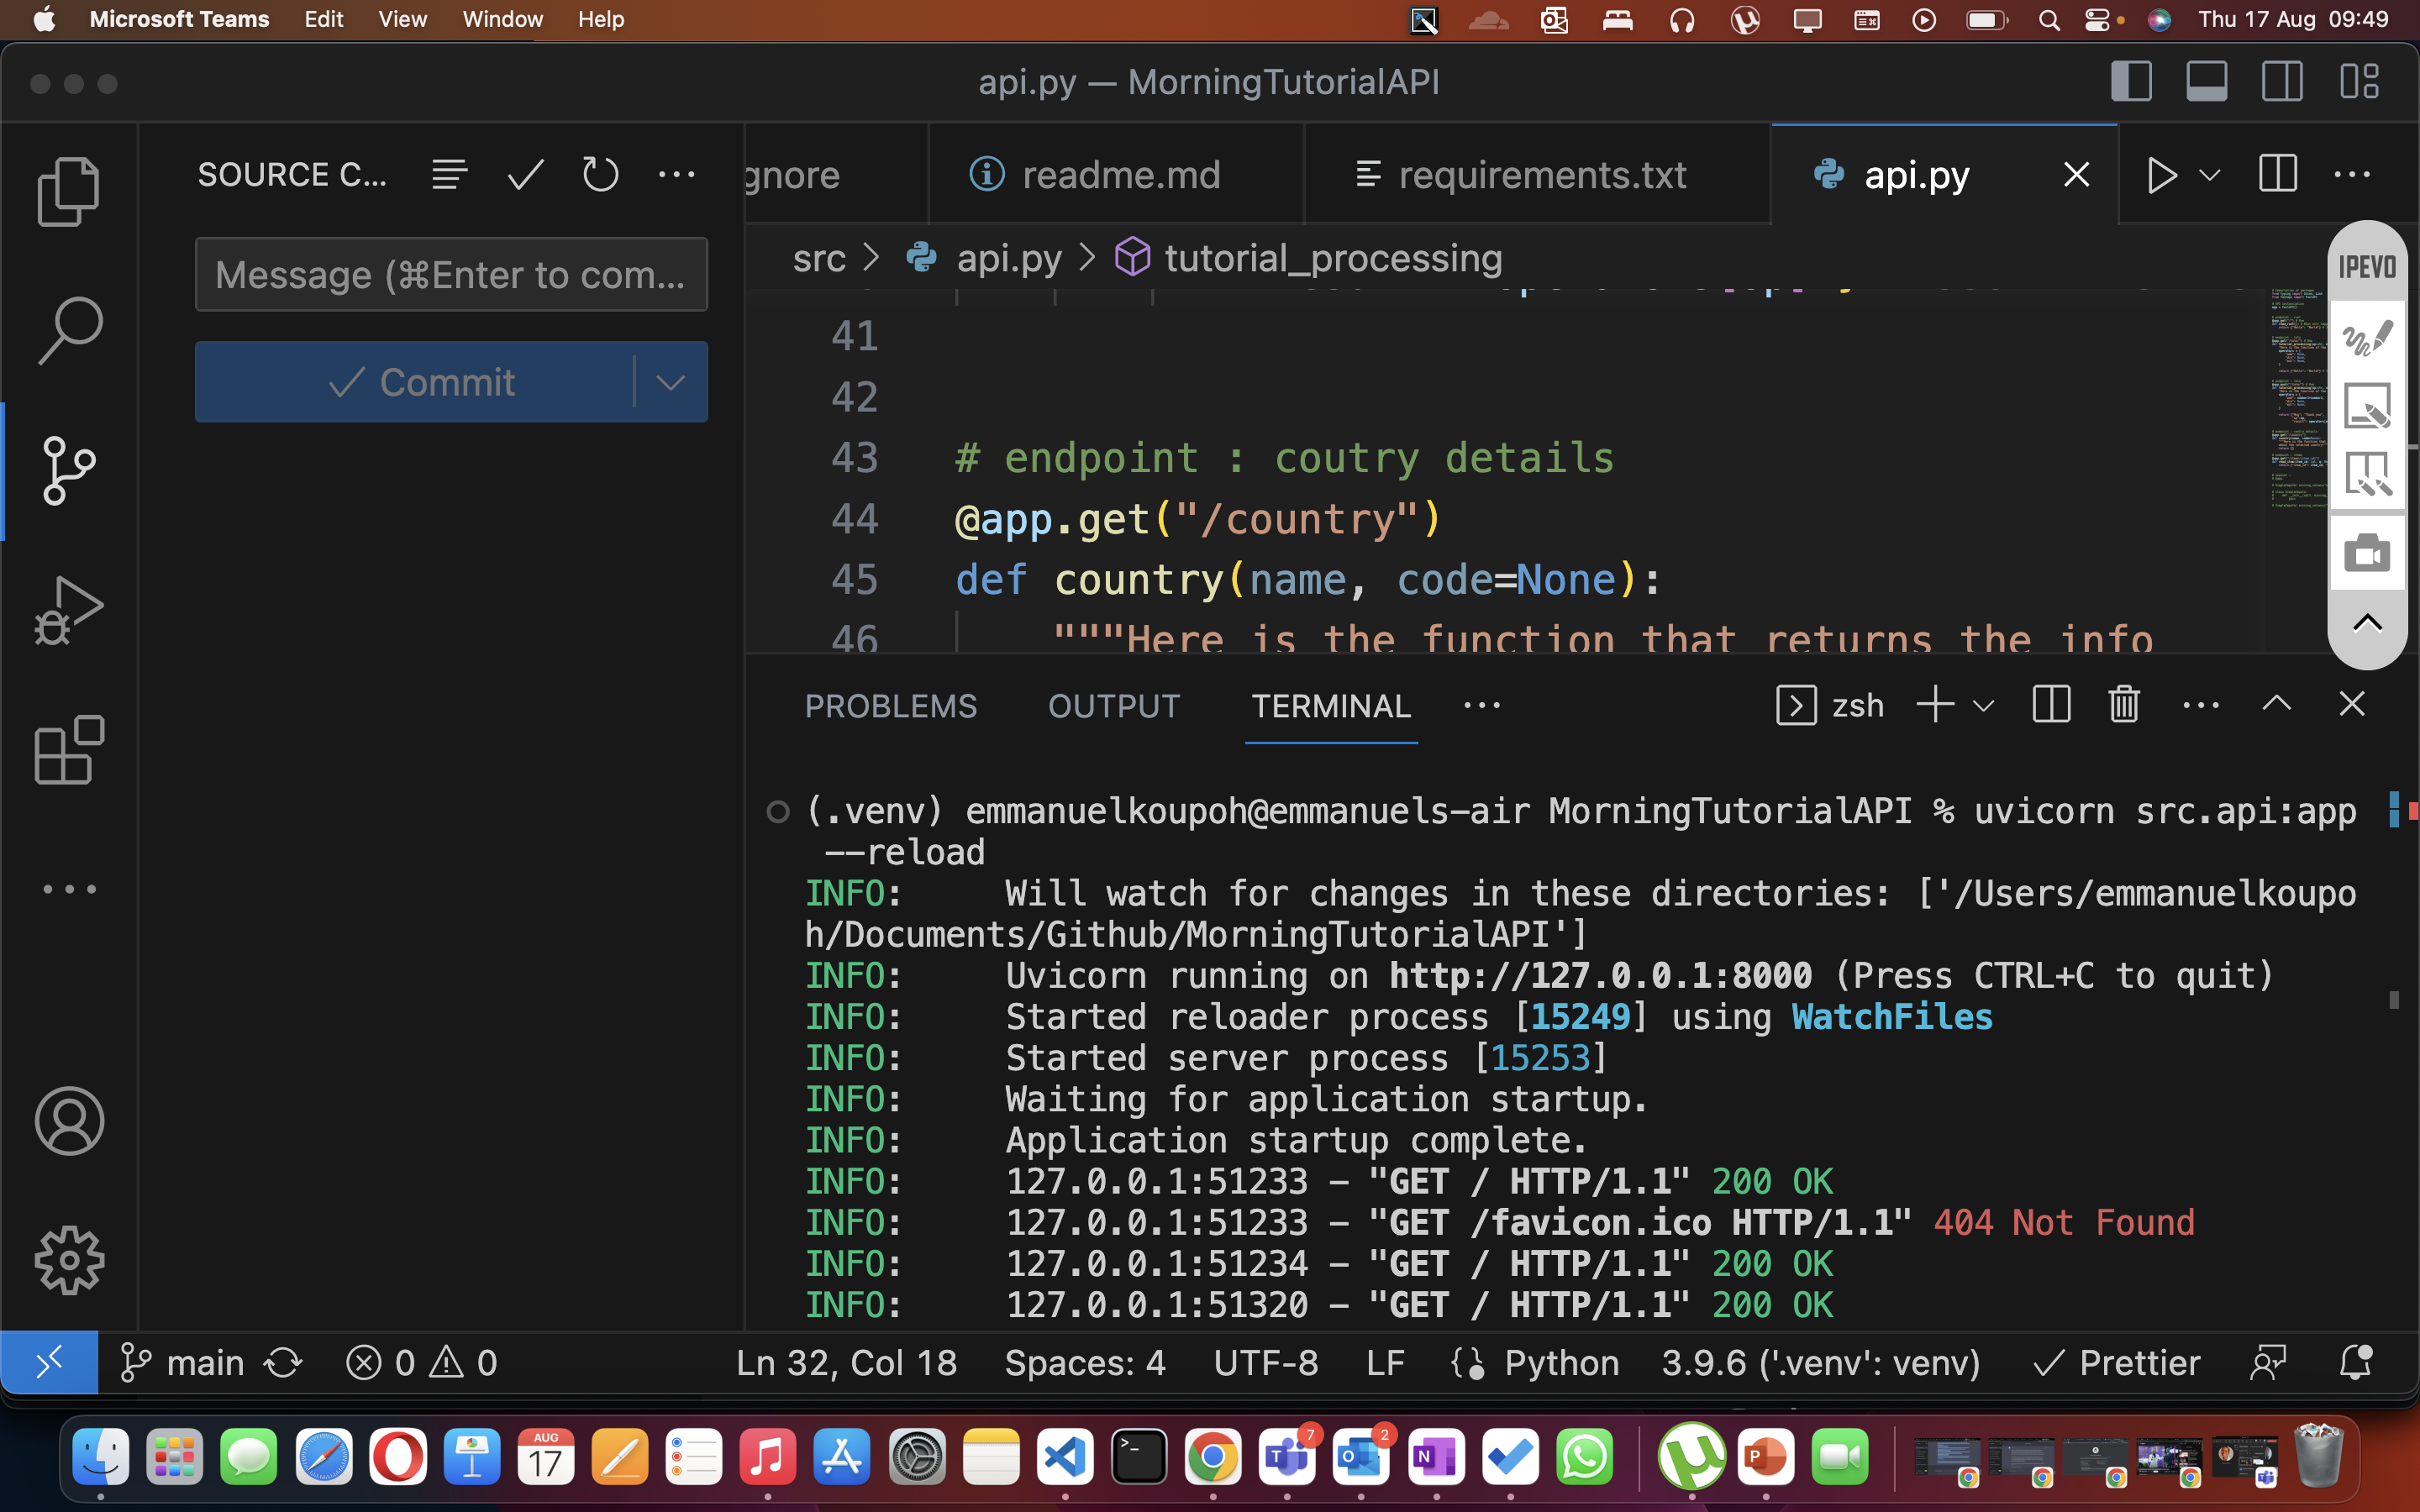 Microsoft Teams Edit View Window Help Thu 17 Aug 09:49
api.py — MorningTutorialAPI
SOURCE C...
gnore readme.md requirements.txt api.py
Message (⌘Enter to com...
Commit
src > api.py > tutorial_processing
IPEVO
41
42
43 # endpoint : coutry details
44 @app.get("/country")
45 def country(name, code=None):
46 """Here is the function that returns the info
PROBLEMS OUTPUT TERMINAL ... zsh
(.venv) emmanuelkoupoh@emmanuels-air MorningTutorialAPI % uvicorn src.api:app
--reload
INFO: Will watch for changes in these directories: ['/Users/emmanuelkoupo
h/Documents/Github/MorningTutorialAPI']
INFO: Uvicorn running on http://127.0.0.1:8000 (Press CTRL+C to quit)
INFO: Started reloader process [15249] using WatchFiles
INFO: Started server process [15253]
INFO: Waiting for application startup.
INFO: Application startup complete.
INFO: 127.0.0.1:51233 - "GET / HTTP/1.1" 200 OK
INFO: 127.0.0.1:51233 - "GET /favicon.ico HTTP/1.1" 404 Not Found
INFO: 127.0.0.1:51234 - "GET / HTTP/1.1" 200 OK
INFO: 127.0.0.1:51320 - "GET / HTTP/1.1" 200 OK
main 0 0 Ln 32, Col 18 Spaces: 4 UTF-8 LF Python 3.9.6 ('.venv': venv) Prettier
AUG
17
7
2